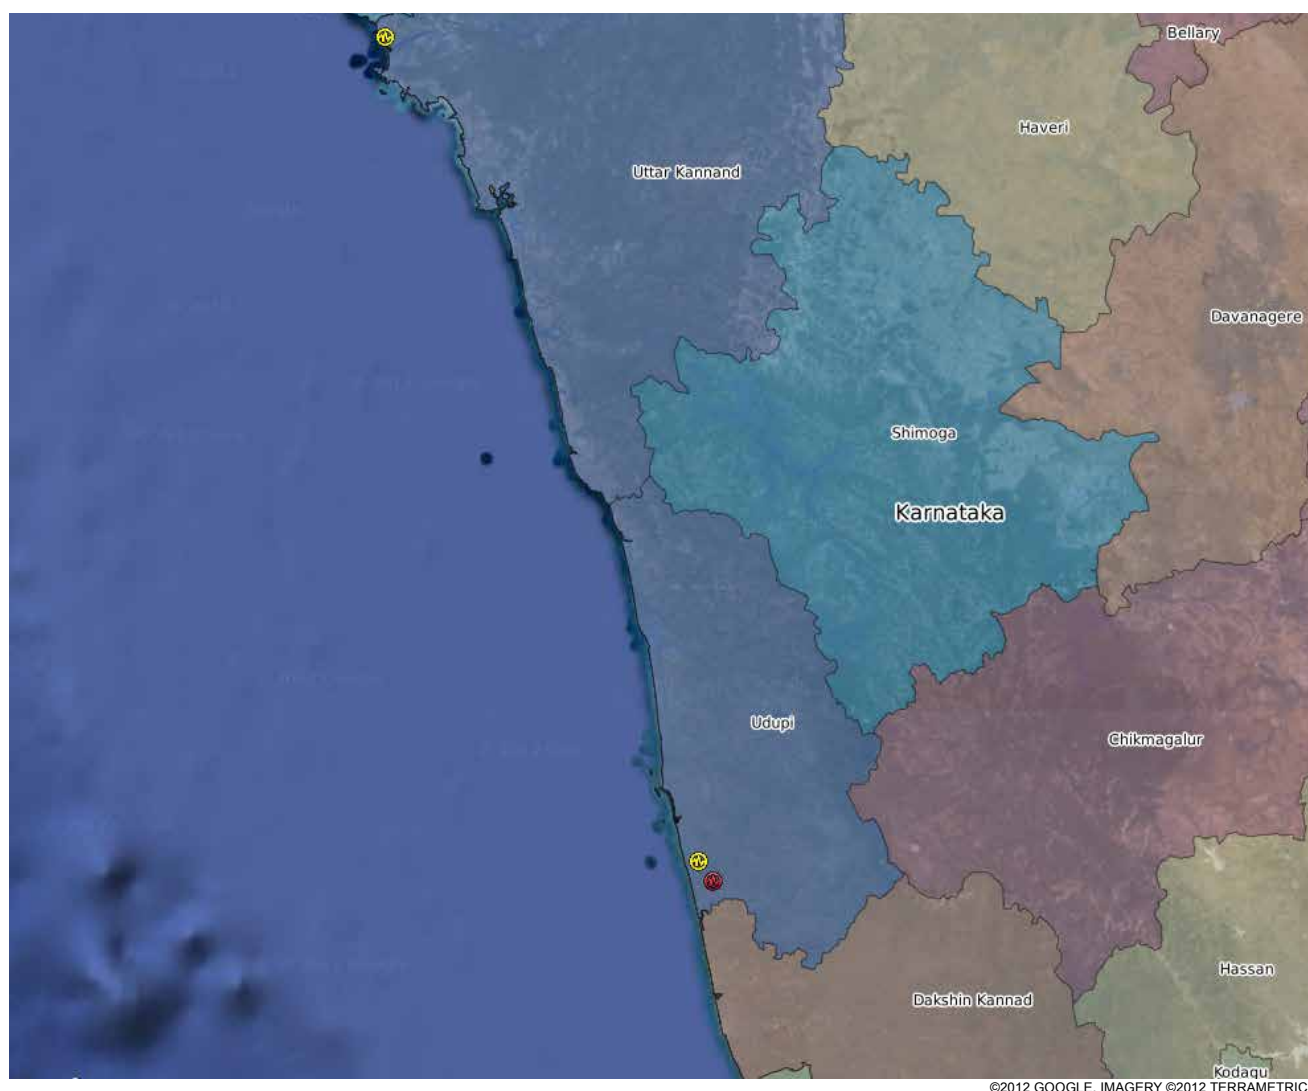 Bellary
Haveri
Uttar Kannand
Davanagere
Shimoga
Karnataka
Udupi
Chikmagalur
Hassan
Dakshin Kannad
Kodagu
©2012 GOOGLE, IMAGERY ©2012 TERRAMETRIC